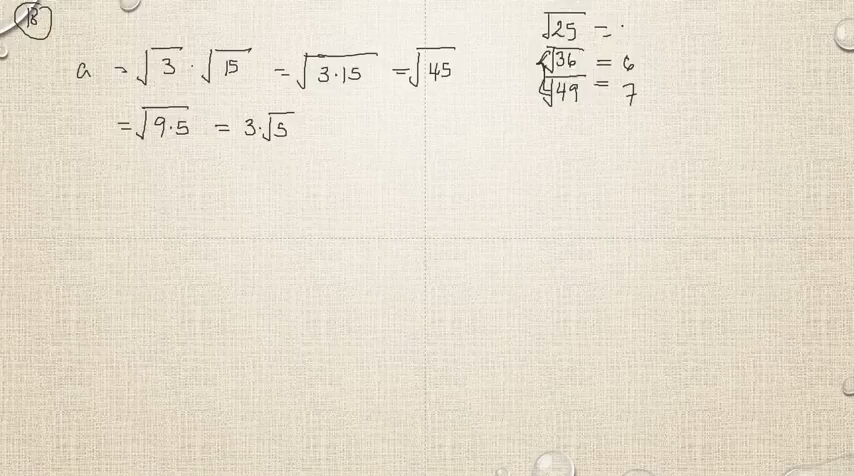 18
a = √3 · √15 = √3·15 = √45
= √9·5 = 3·√5
√25 =
√36 = 6
√49 = 7